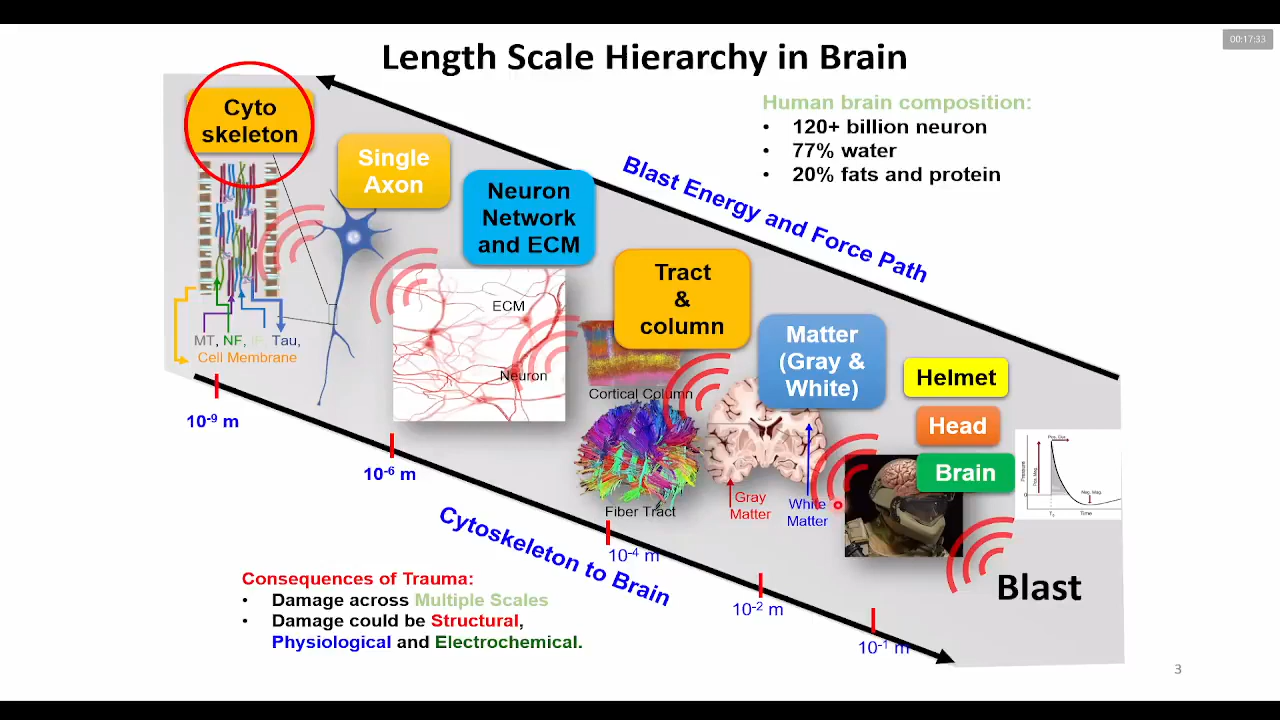 Length Scale Hierarchy in Brain
00:17:33
Cyto
skeleton
Single
Axon
Neuron
Network
and ECM
Tract
&
column
Matter
(Gray &
White)
Helmet
Head
Brain
Human brain composition:
• 120+ billion neuron
• 77% water
• 20% fats and protein
Blast Energy and Force Path
MT, NF, IF, Tau,
Cell Membrane
ECM
Neuron
Cortical Column
Fiber Tract
Gray
Matter
White
Matter
Pressure
Time
Blast
10-9 m
10-6 m
10-4 m
10-2 m
10-1 m
Cytoskeleton to Brain
Consequences of Trauma:
• Damage across Multiple Scales
• Damage could be Structural,
Physiological and Electrochemical.
3